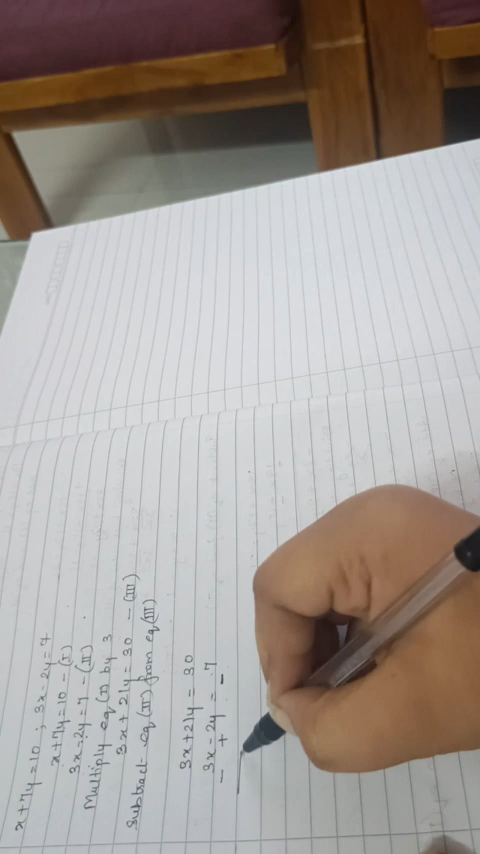 x + 7y = 10 ; 3x - 2y = 7
x + 7y = 10 - (I)
3x - 2y = 7 - (II)
Multiply eq (I) by 3
3x + 21y = 30 - (III)
Subtract eq (II) from eq (III)
3x + 21y = 30
3x - 2y = 7
- + -